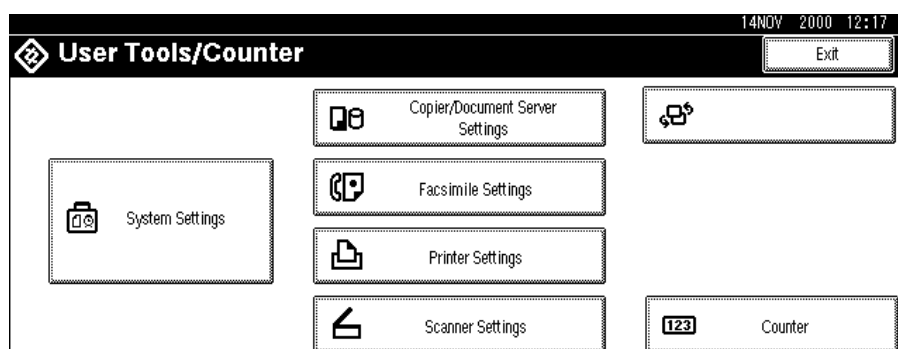 14NOV 2000 12:17
User Tools/Counter
Exit
Copier/Document Server
Settings
System Settings
Facsimile Settings
Printer Settings
Scanner Settings
123
Counter